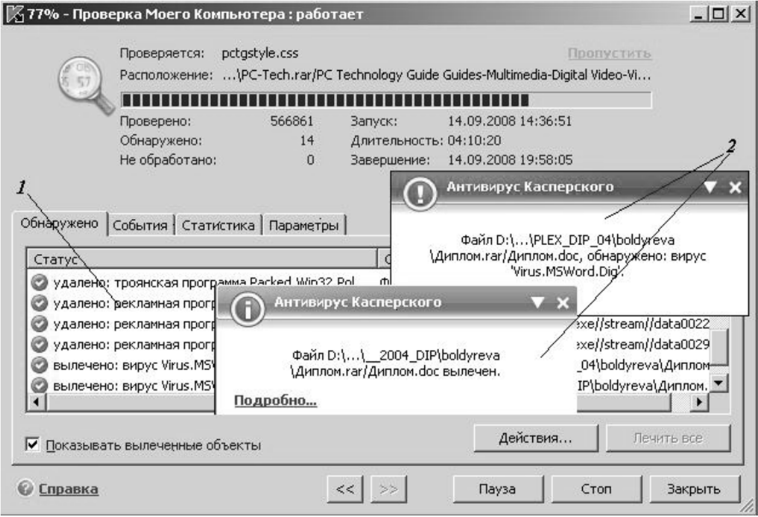 77% - Проверка Моего Компьютера : работает
Проверяется: pctgstyle.css
Пропустить
Расположение: ...\PC-Tech.rar/PC Technology Guide Guides-Multimedia-Digital Video-Vi...
Проверено: 566861 Запуск: 14.09.2008 14:36:51
Обнаружено: 14 Длительность: 04:10:20
Не обработано: 0 Завершение: 14.09.2008 19:58:05
1
2
Антивирус Касперского
Файл D:\...\PLEX_DIP_04\boldyreva
\Диплом.rar/Диплом.doc, обнаружено: вирус
'Virus.MSWord.Dig'.
Обнаружено События Статистика Параметры
Статус
удалено: троянская программа Packed.Win32.Pol
удалено: рекламная прог
удалено: рекламная прог xe//stream//data0022
удалено: рекламная прог exe//stream//data0029
вылечено: вирус Virus.MS _04\boldyreva\Диплом
вылечено: вирус Virus.MS IP\boldyreva\Диплом.
Антивирус Касперского
Файл D:\...\__2004_DIP\boldyreva
\Диплом.rar/Диплом.doc вылечен.
Подробно...
Показывать вылеченные объекты
Действия... Лечить все
Справка << >> Пауза Стоп Закрыть